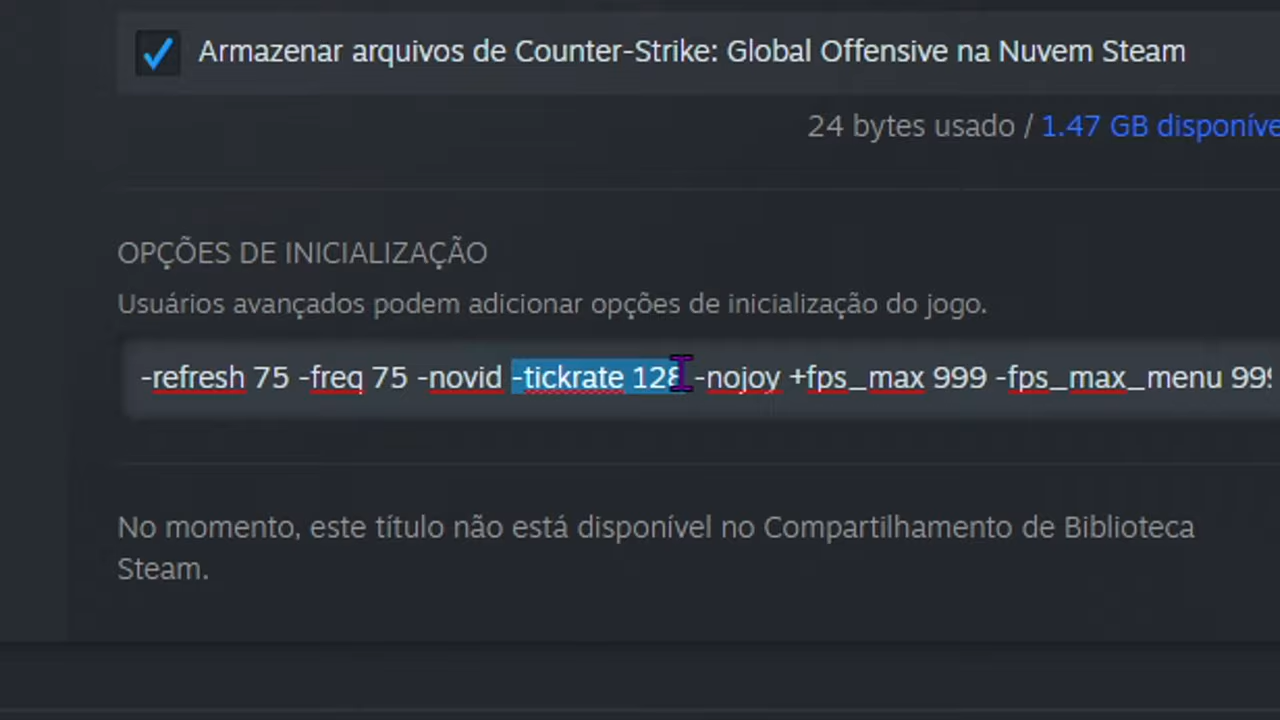 Armazenar arquivos de Counter-Strike: Global Offensive na Nuvem Steam
24 bytes usado / 1.47 GB disponíve
OPÇÕES DE INICIALIZAÇÃO
Usuários avançados podem adicionar opções de inicialização do jogo.
-refresh 75 -freq 75 -novid -tickrate 128 -nojoy +fps_max 999 -fps_max_menu 999
No momento, este título não está disponível no Compartilhamento de Biblioteca
Steam.